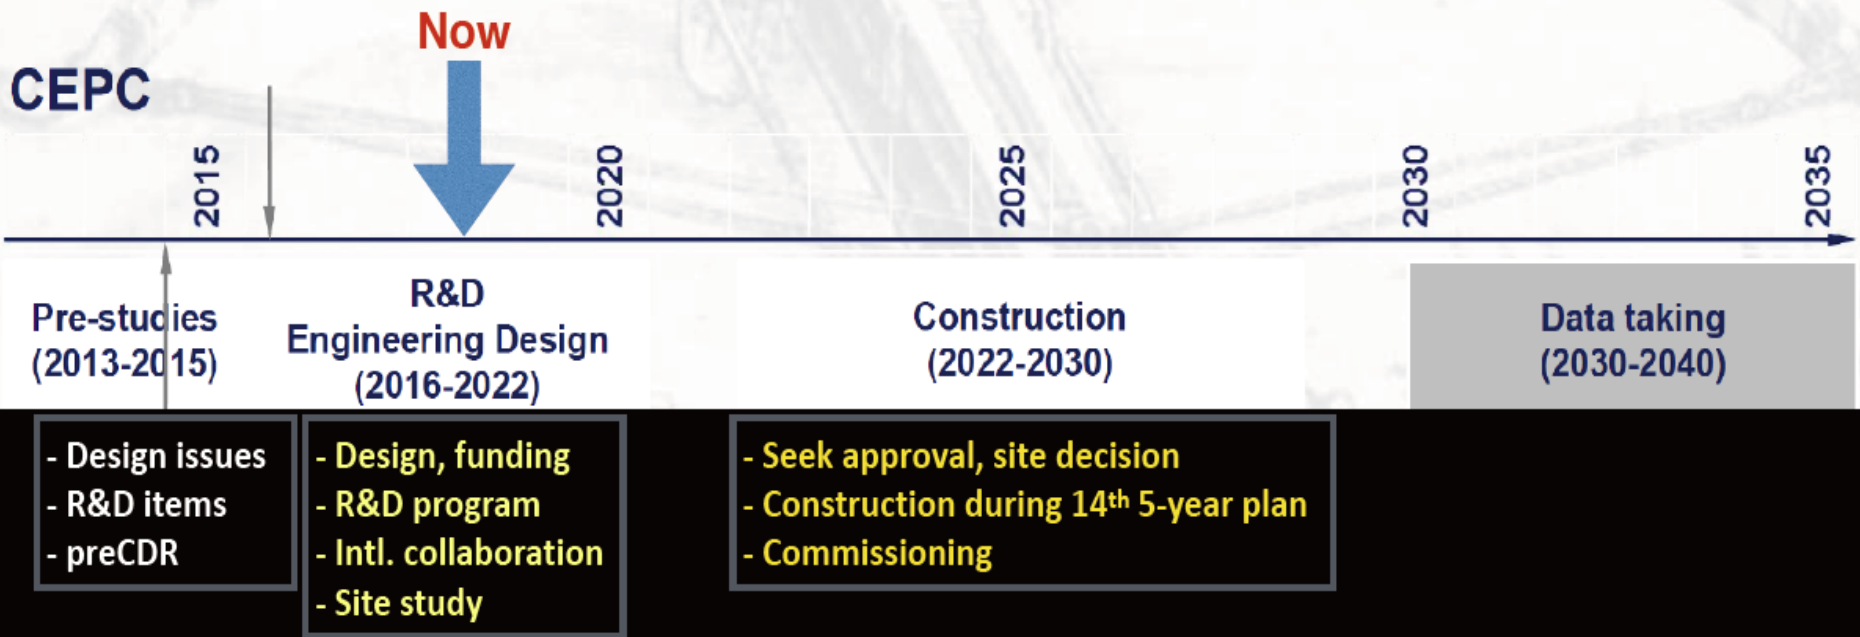 Now
CEPC
2015
2020
2025
2030
2035
Pre-studies
(2013-2015)
R&D
Engineering Design
(2016-2022)
Construction
(2022-2030)
Data taking
(2030-2040)
- Design issues
- R&D items
- preCDR
- Design, funding
- R&D program
- Intl. collaboration
- Site study
- Seek approval, site decision
- Construction during 14th 5-year plan
- Commissioning